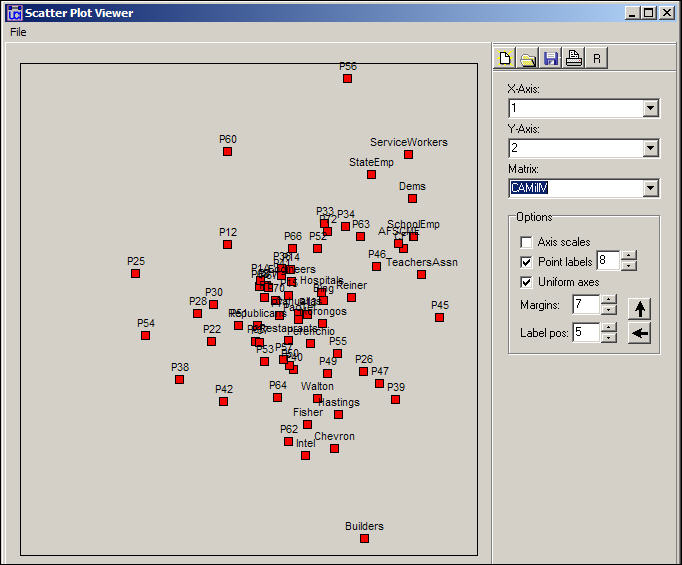 Scatter Plot Viewer
File
R
X-Axis:
1
Y-Axis:
2
Matrix:
CAMilM
Options
Axis scales
Point labels 8
Uniform axes
Margins: 7
Label pos: 5
P56
P60
ServiceWorkers
StateEmp
Dems
P33
P34
P12
P66
P52
P63
SchoolEmp
AFSCME
P46
TeachersAssn
P25
Hospitals
Reiner
P28
P30
P45
P54
P22
Restaurants
Perenchio
P53
P55
P38
P40
P49
P26
P47
P42
P64
Walton
P39
Hastings
Fisher
P62
Intel
Chevron
Builders